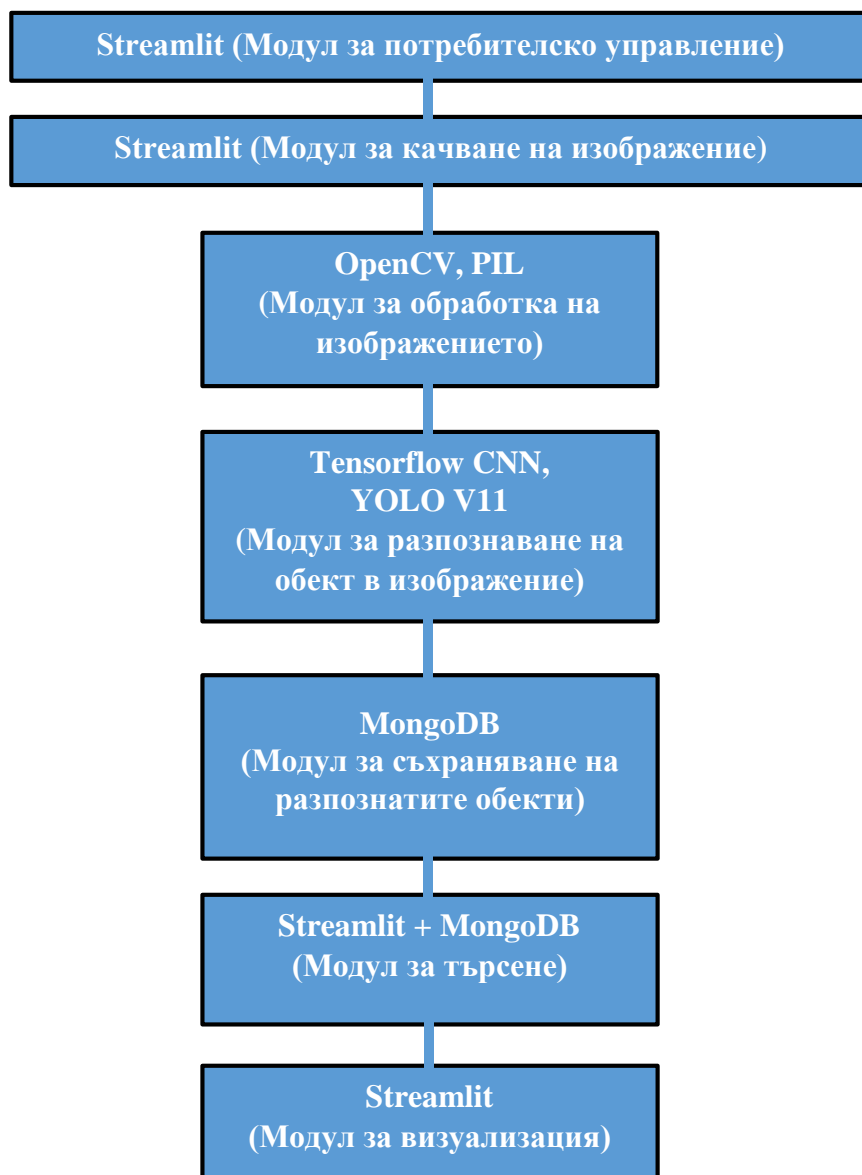 Streamlit (Модул за потребителско управление)
Streamlit (Модул за качване на изображение)
OpenCV, PIL
(Модул за обработка на
изображението)
Tensorflow CNN,
YOLO V11
(Модул за разпознаване на
обект в изображение)
MongoDB
(Модул за съхраняване на
разпознатите обекти)
Streamlit + MongoDB
(Модул за търсене)
Streamlit
(Модул за визуализация)